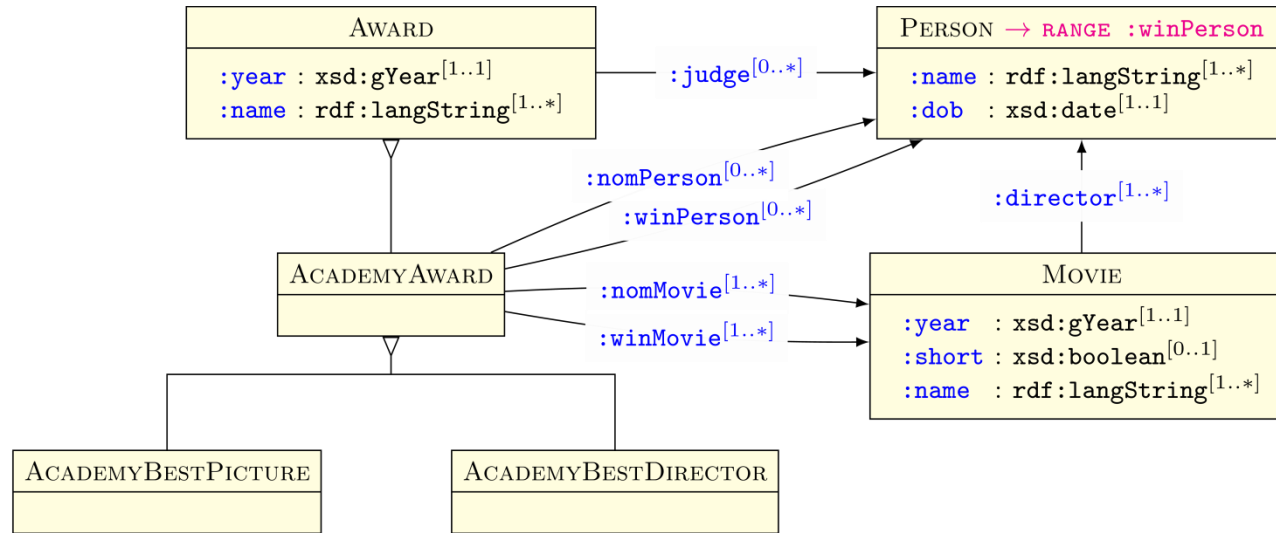 AWARD
:year : xsd:gYear[1..1]
:name : rdf:langString[1..*]
:judge[0..*]
PERSON → RANGE :winPerson
:name : rdf:langString[1..*]
:dob : xsd:date[1..1]
:nomPerson[0..*]
:winPerson[0..*]
:director[1..*]
ACADEMYAWARD
:nomMovie[1..*]
:winMovie[1..*]
MOVIE
:year : xsd:gYear[1..1]
:short : xsd:boolean[0..1]
:name : rdf:langString[1..*]
ACADEMYBESTPICTURE
ACADEMYBESTDIRECTOR